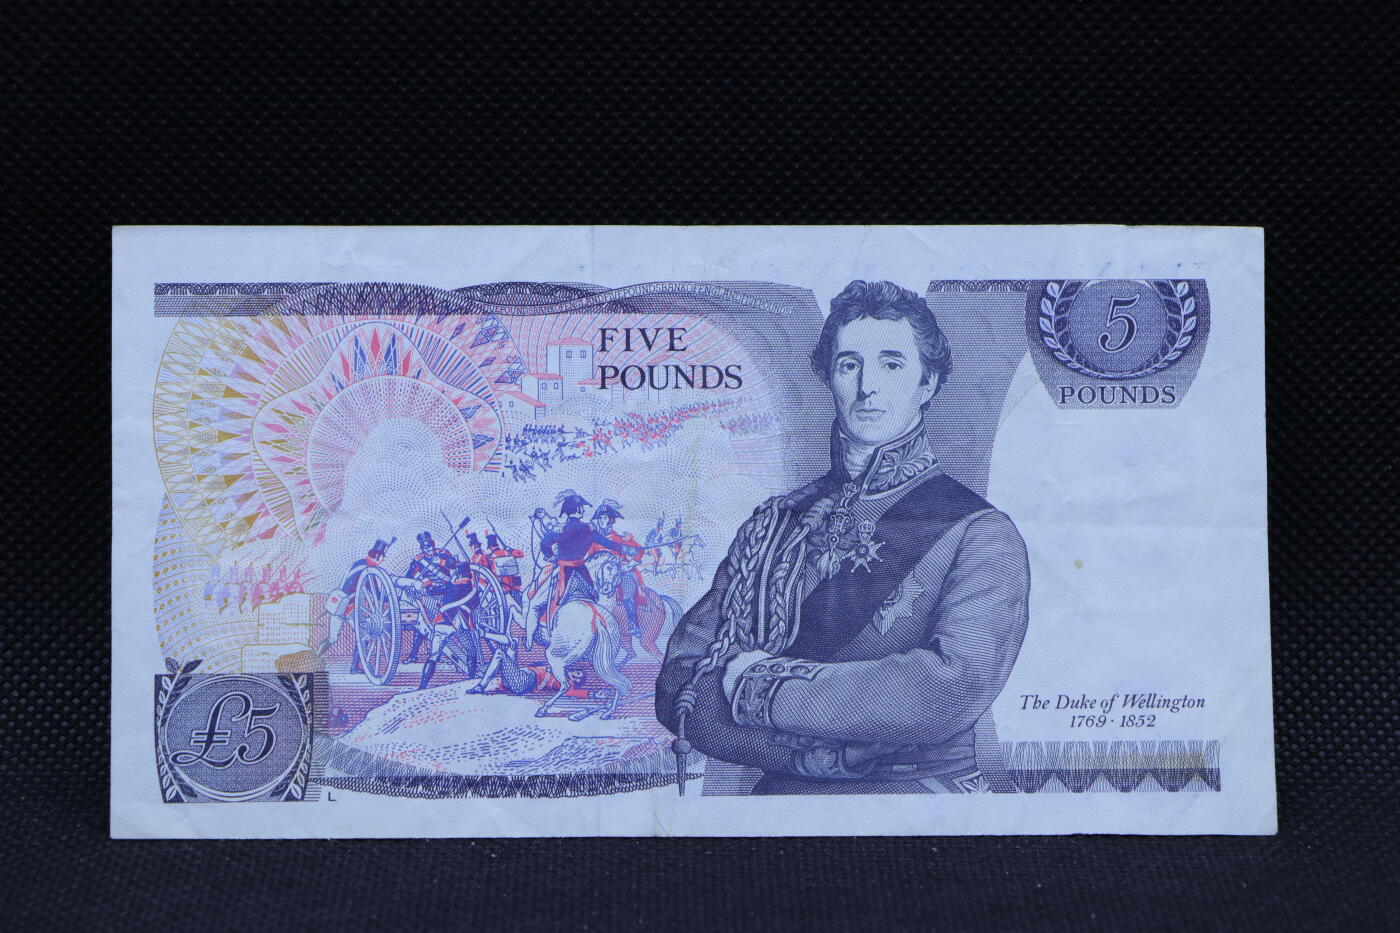 FIVE
POUNDS
5
POUNDS
The Duke of Wellington
1769 · 1852
£5
L